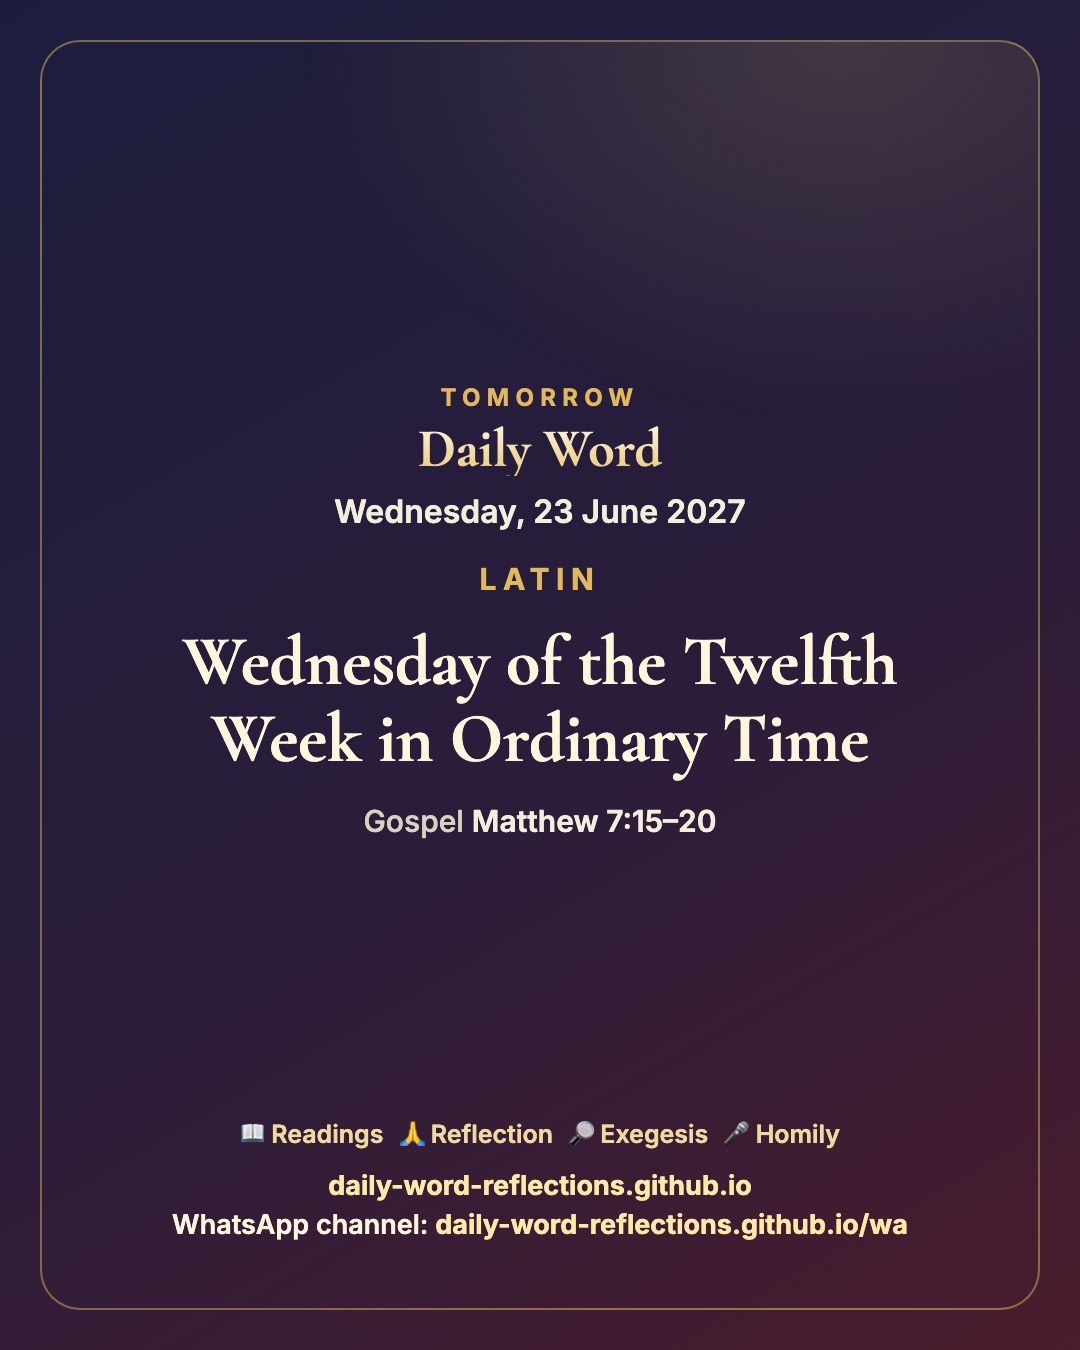 TOMORROW
Daily Word
Wednesday, 23 June 2027
LATIN
Wednesday of the Twelfth
Week in Ordinary Time
Gospel Matthew 7:15–20
📖 Readings 🙏 Reflection 🔎 Exegesis 🎤 Homily
daily-word-reflections.github.io
WhatsApp channel: daily-word-reflections.github.io/wa